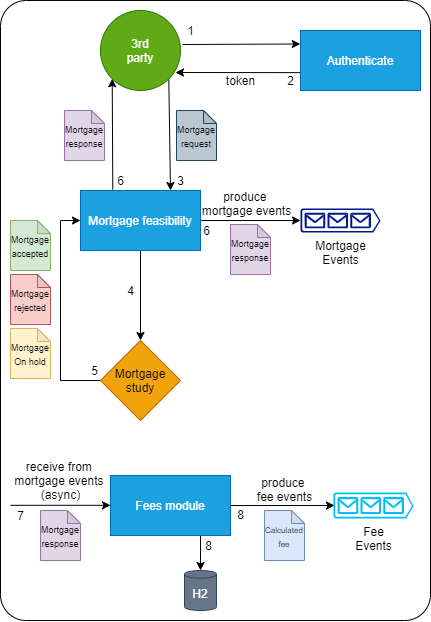 1
3rd
party
Authenticate
token
2
Mortgage
response
Mortgage
request
6
3
produce
mortgage events
Mortgage feasibility
6
Mortgage
response
Mortgage
Events
Mortgage
accepted
Mortgage
rejected
Mortgage
On hold
4
5
Mortgage
study
receive from
mortgage events
(async)
7
Mortgage
response
Fees module
produce
fee events
8
Calculated
fee
Fee
Events
8
H2